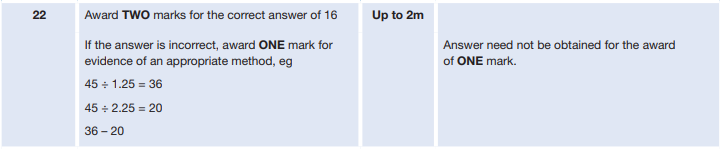 22
Award TWO marks for the correct answer of 16
Up to 2m
If the answer is incorrect, award ONE mark for
evidence of an appropriate method, eg
Answer need not be obtained for the award
of ONE mark.
45 ÷ 1.25 = 36
45 ÷ 2.25 = 20
36 – 20